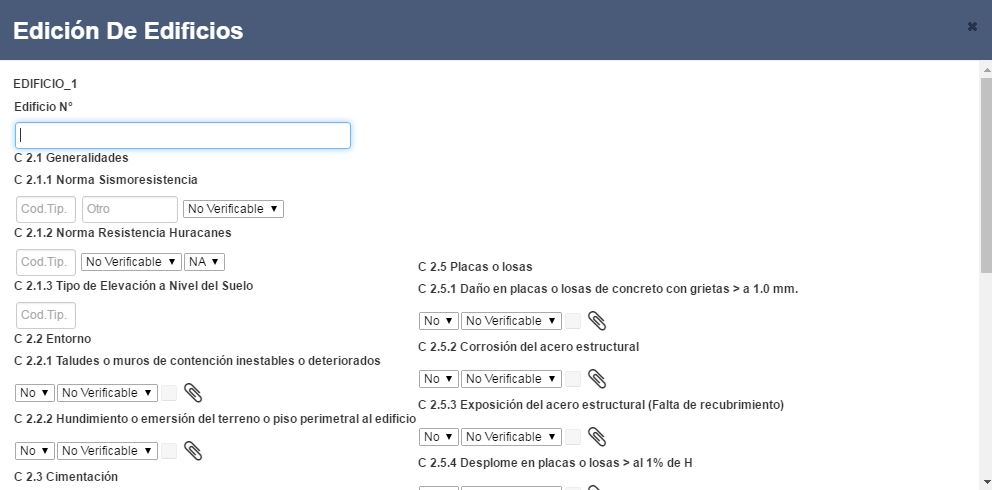 Edición De Edificios
EDIFICIO_1
Edificio N°
C 2.1 Generalidades
C 2.1.1 Norma Sismoresistencia
Cod.Tip. Otro No Verificable
C 2.1.2 Norma Resistencia Huracanes
Cod.Tip. No Verificable NA
C 2.1.3 Tipo de Elevación a Nivel del Suelo
Cod.Tip.
C 2.2 Entorno
C 2.2.1 Taludes o muros de contención inestables o deteriorados
No No Verificable
C 2.2.2 Hundimiento o emersión del terreno o piso perimetral al edificio
No No Verificable
C 2.3 Cimentación
C 2.5 Placas o losas
C 2.5.1 Daño en placas o losas de concreto con grietas > a 1.0 mm.
No No Verificable
C 2.5.2 Corrosión del acero estructural
No No Verificable
C 2.5.3 Exposición del acero estructural (Falta de recubrimiento)
No No Verificable
C 2.5.4 Desplome en placas o losas > al 1% de H